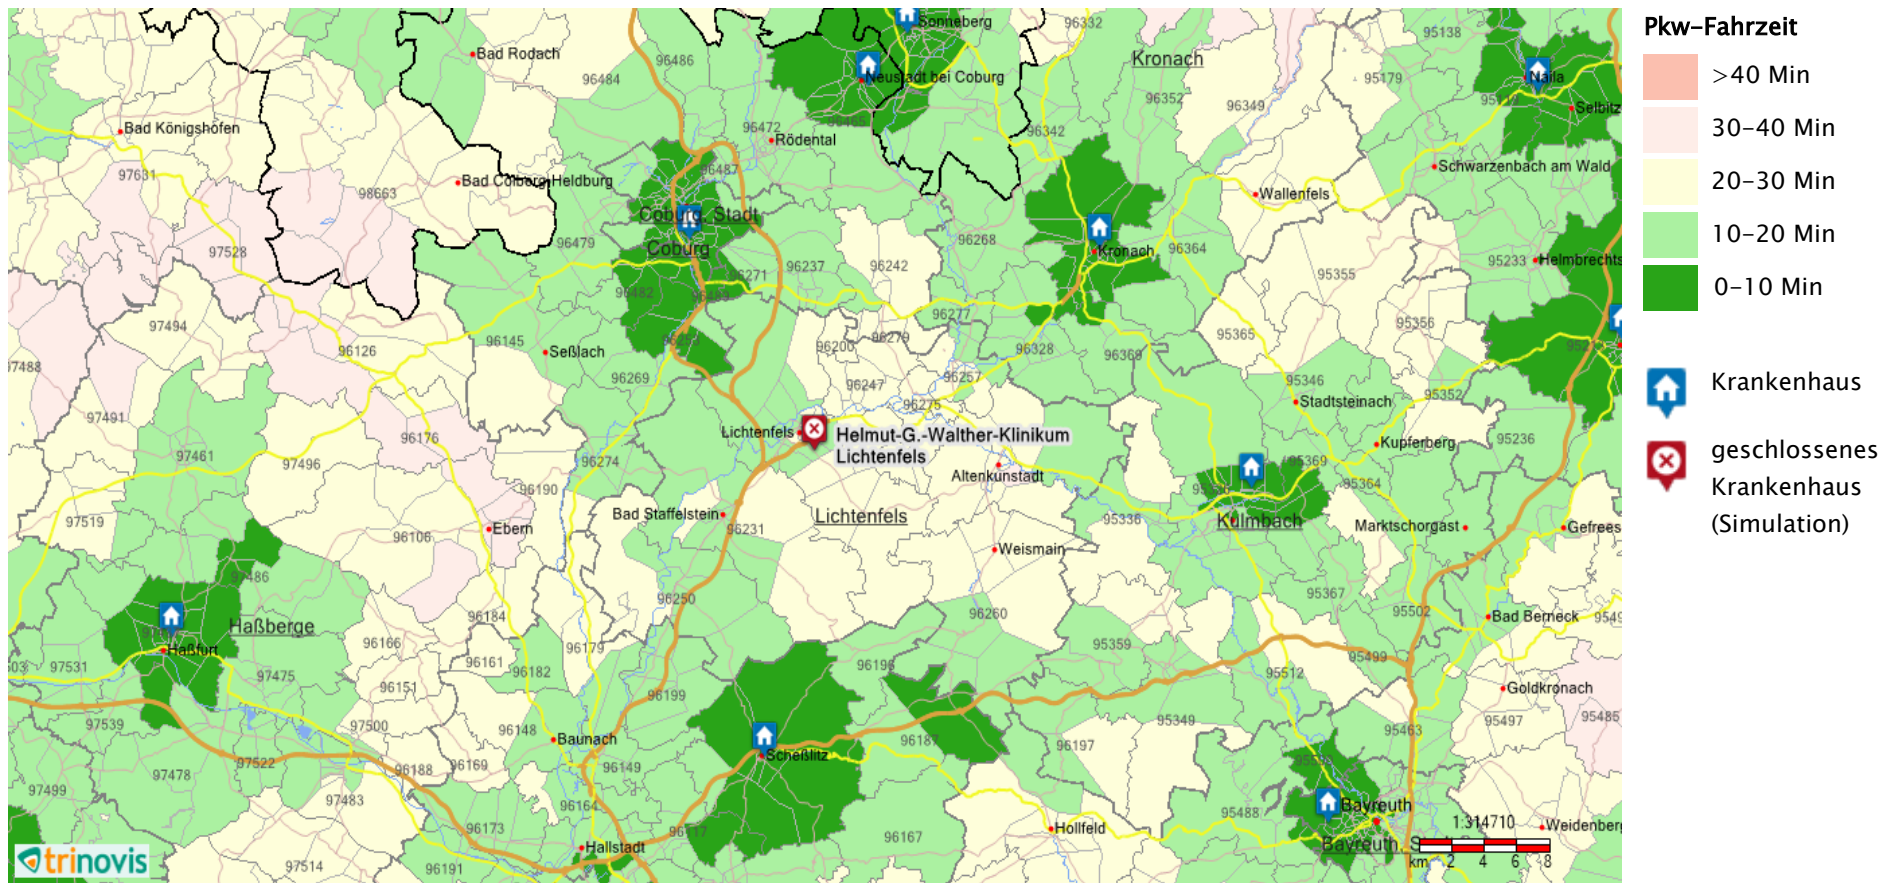 Sonneberg
96332
95138
Pkw-Fahrzeit
Bad Rodach
96486
Kronach
>40 Min
96484
Neustadt bei Coburg
95179
Naila
96352
96349
Selbitz
30-40 Min
Bad Königshofen
96472
Rödental
96465
96342
97631
96487
Schwarzenbach am Wald
20-30 Min
98663
Bad Colberg-Heldburg
Wallenfels
Coburg, Stadt
Coburg
96479
96268
Kronach
96364
10-20 Min
97528
96271
96237
96242
95233
Helmbrechts
95355
96482
96489
0-10 Min
97494
96277
95365
95356
96126
96145
Seßlach
96253
96200
96279
96328
96369
97488
96269
96247
96257
95346
Stadtsteinach
95352
Krankenhaus
97491
96275
96176
Lichtenfels
Helmut-G.-Walther-Klinikum
Lichtenfels
Kupferberg
95236
geschlossenes
Krankenhaus
(Simulation)
97461
97496
96274
Altenkunstadt
95369
95364
96190
97519
Ebern
Bad Staffelstein
96231
Lichtenfels
95336
Kulmbach
Marktschorgast
Gefrees
96106
Weismain
97486
96250
95367
Haßberge
96184
96260
95502
Bad Berneck
96166
96179
95359
Haßfurt
97531
97475
96161
96182
96196
95499
96151
96199
95512
Goldkronach
97539
97500
96148
Baunach
96187
96197
95349
95463
95497
95485
Scheßlitz
97522
97478
96188
96169
96149
97499
97483
96164
95488
Bayreuth
96173
96117
96167
Hollfeld
1:314710
Weidenberg
Hallstadt
Bayreuth, S
97514
96191
km 2 4 6 8
trinovis